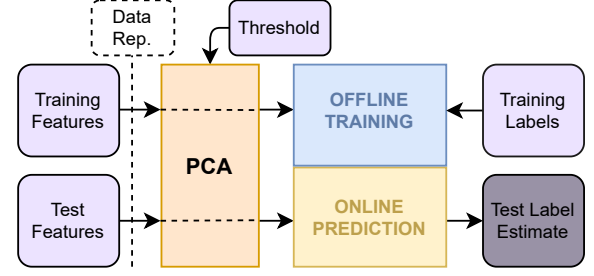 Data
Rep.
Threshold
Training
Features
PCA
OFFLINE
TRAINING
Training
Labels
Test
Features
ONLINE
PREDICTION
Test Label
Estimate